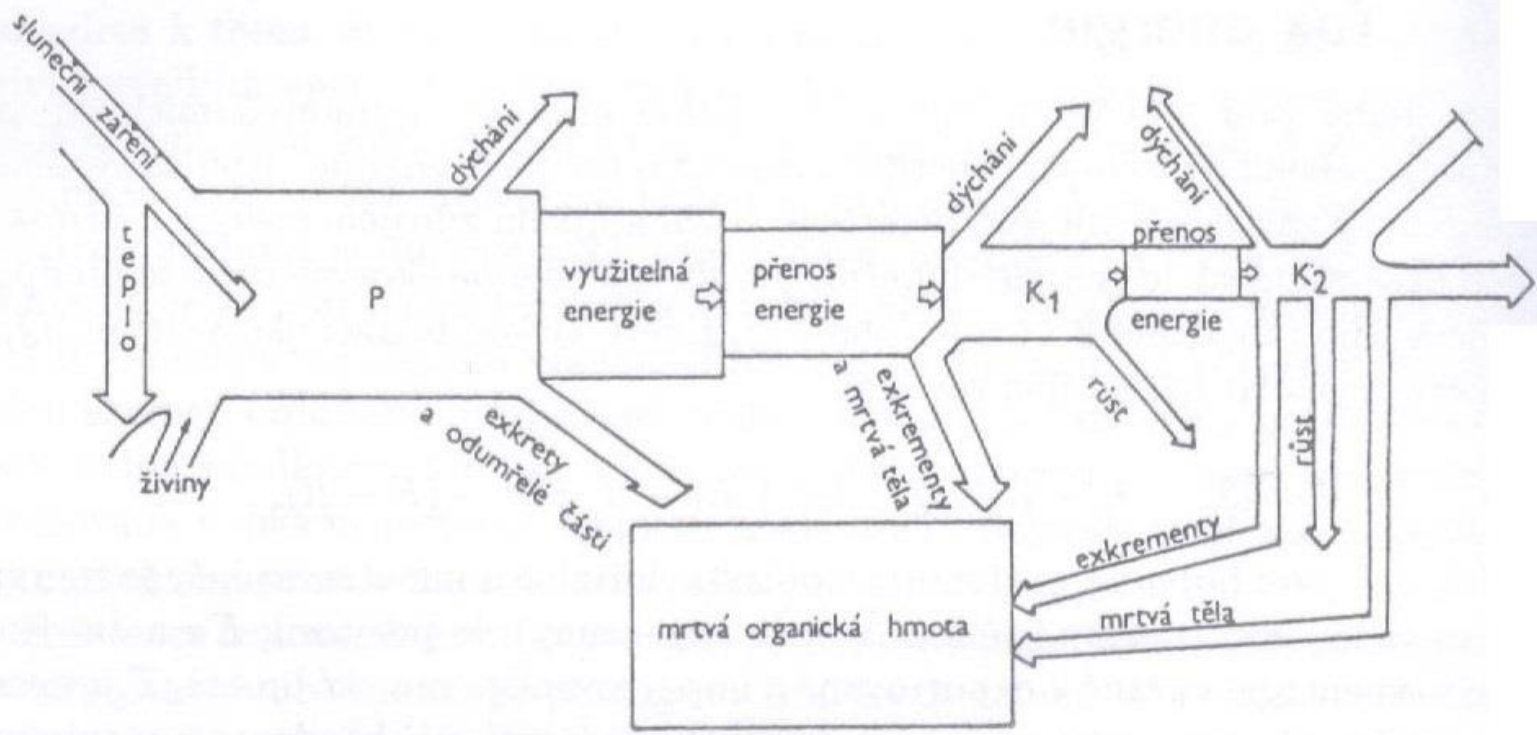 sluneční záření
teplo
živiny
P
dýchání
využitelná
energie
přenos
energie
exkrety
a odumřelé části
dýchání
K1
exkrementy
a mrtvá těla
růst
dýchání
přenos
energie
K2
růst
exkrementy
mrtvá těla
mrtvá organická hmota